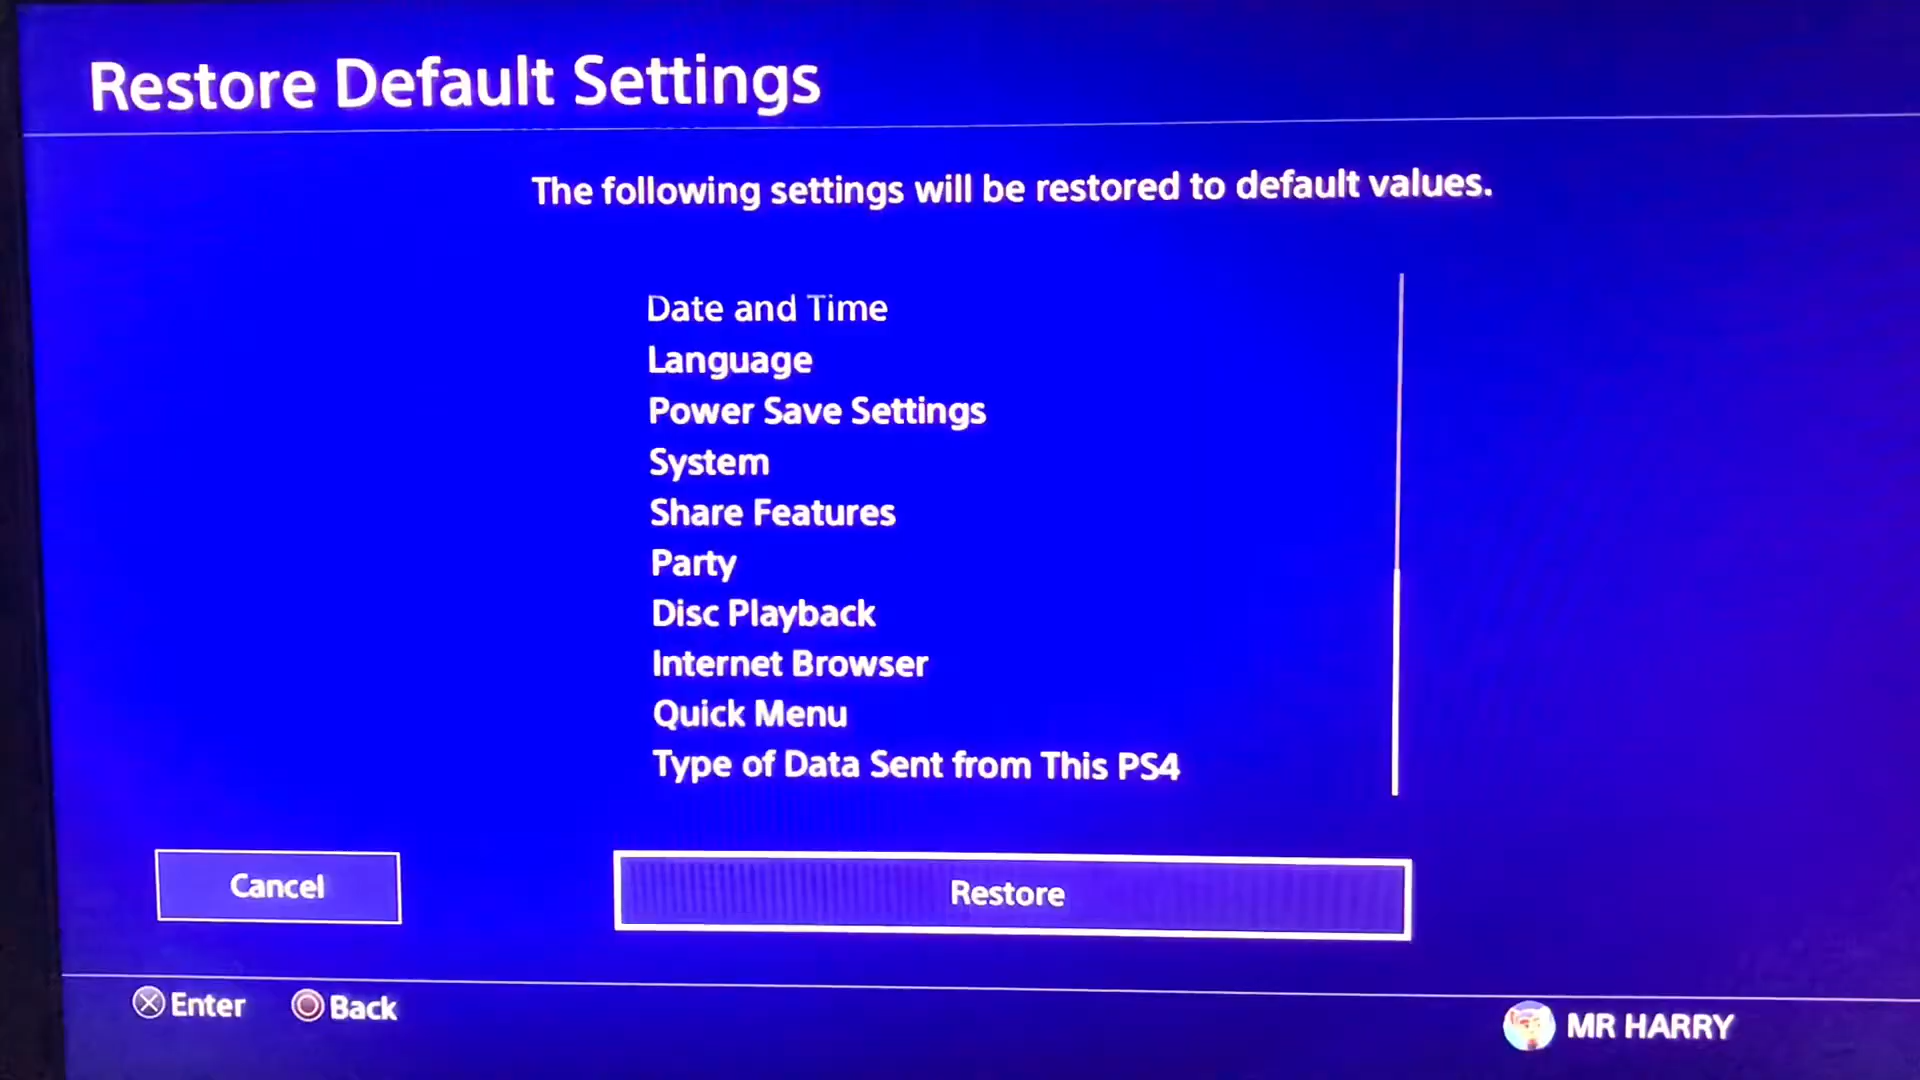 Restore Default Settings
The following settings will be restored to default values.
Date and Time
Language
Power Save Settings
System
Share Features
Party
Disc Playback
Internet Browser
Quick Menu
Type of Data Sent from This PS4
Cancel
Restore
Enter
Back
MR HARRY